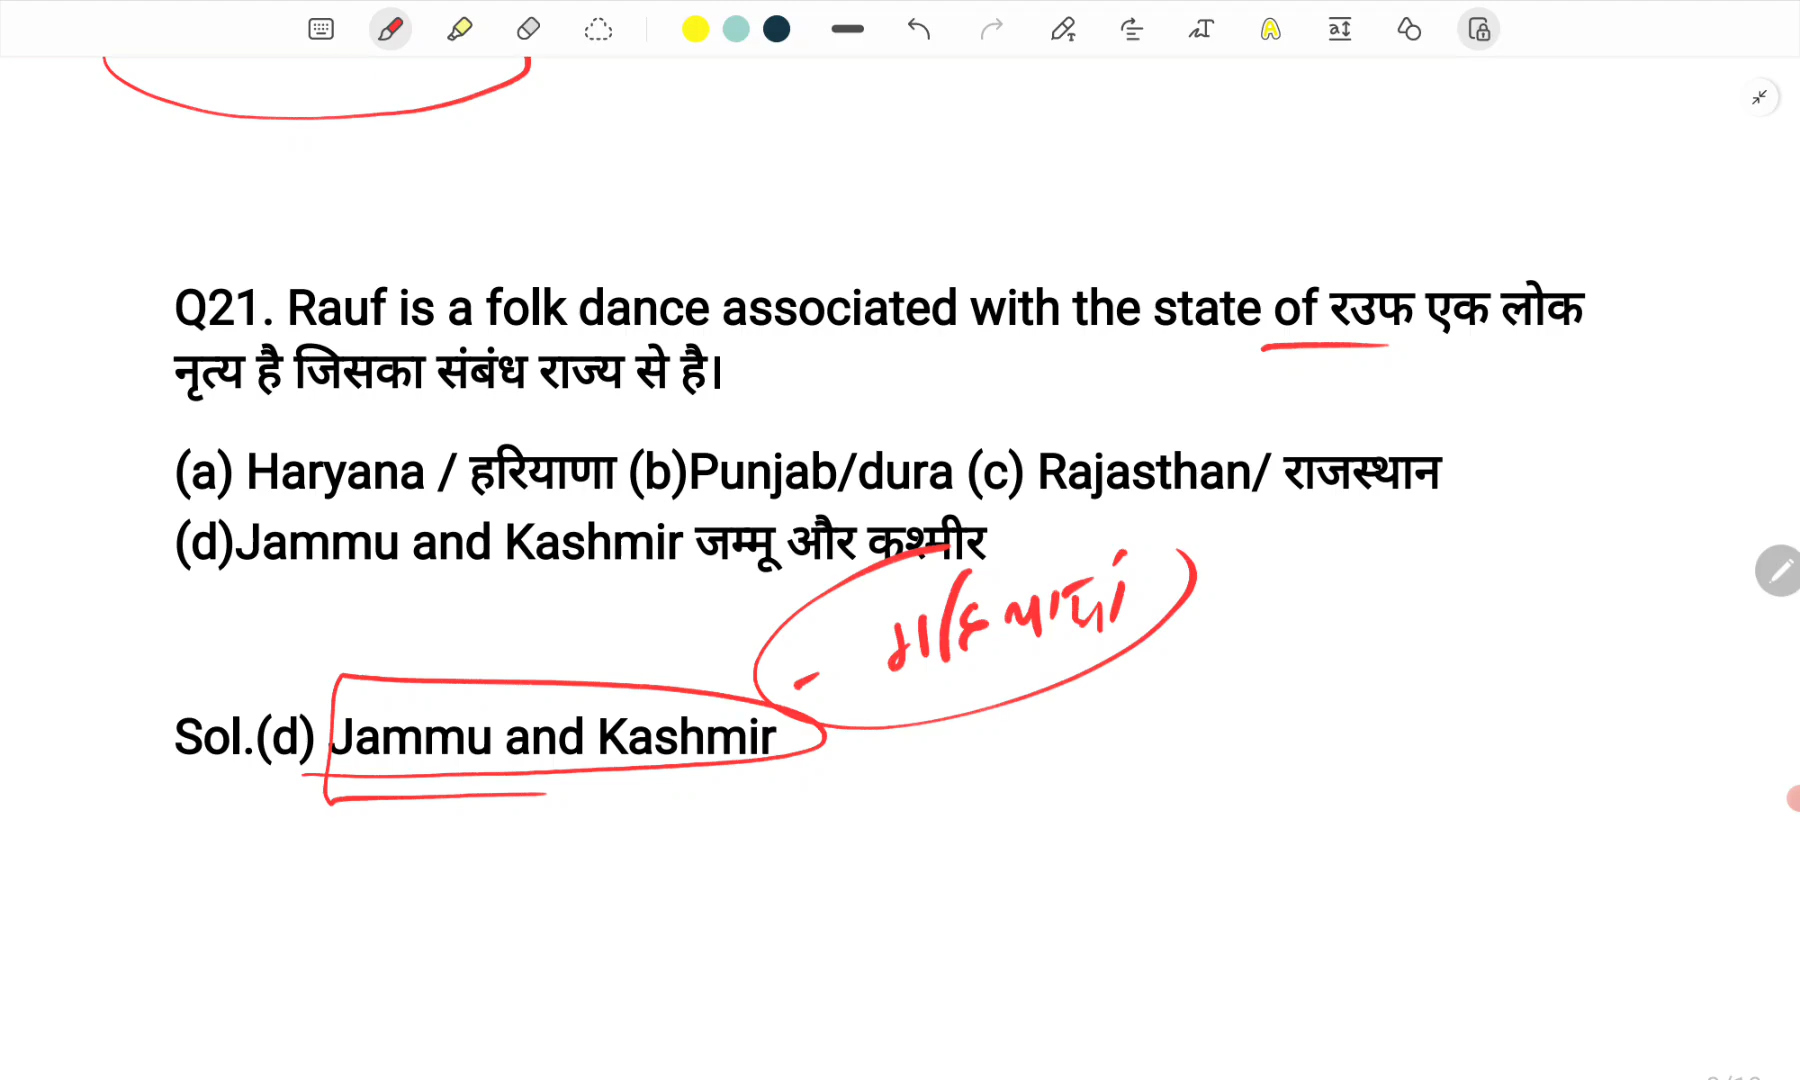 Q21. Rauf is a folk dance associated with the state of रउफ एक लोक
नृत्य है जिसका संबंध राज्य से है।
(a) Haryana / हरियाणा (b)Punjab/dura (c) Rajasthan/ राजस्थान
(d)Jammu and Kashmir जम्मू और कश्मीर
Sol.(d) Jammu and Kashmir